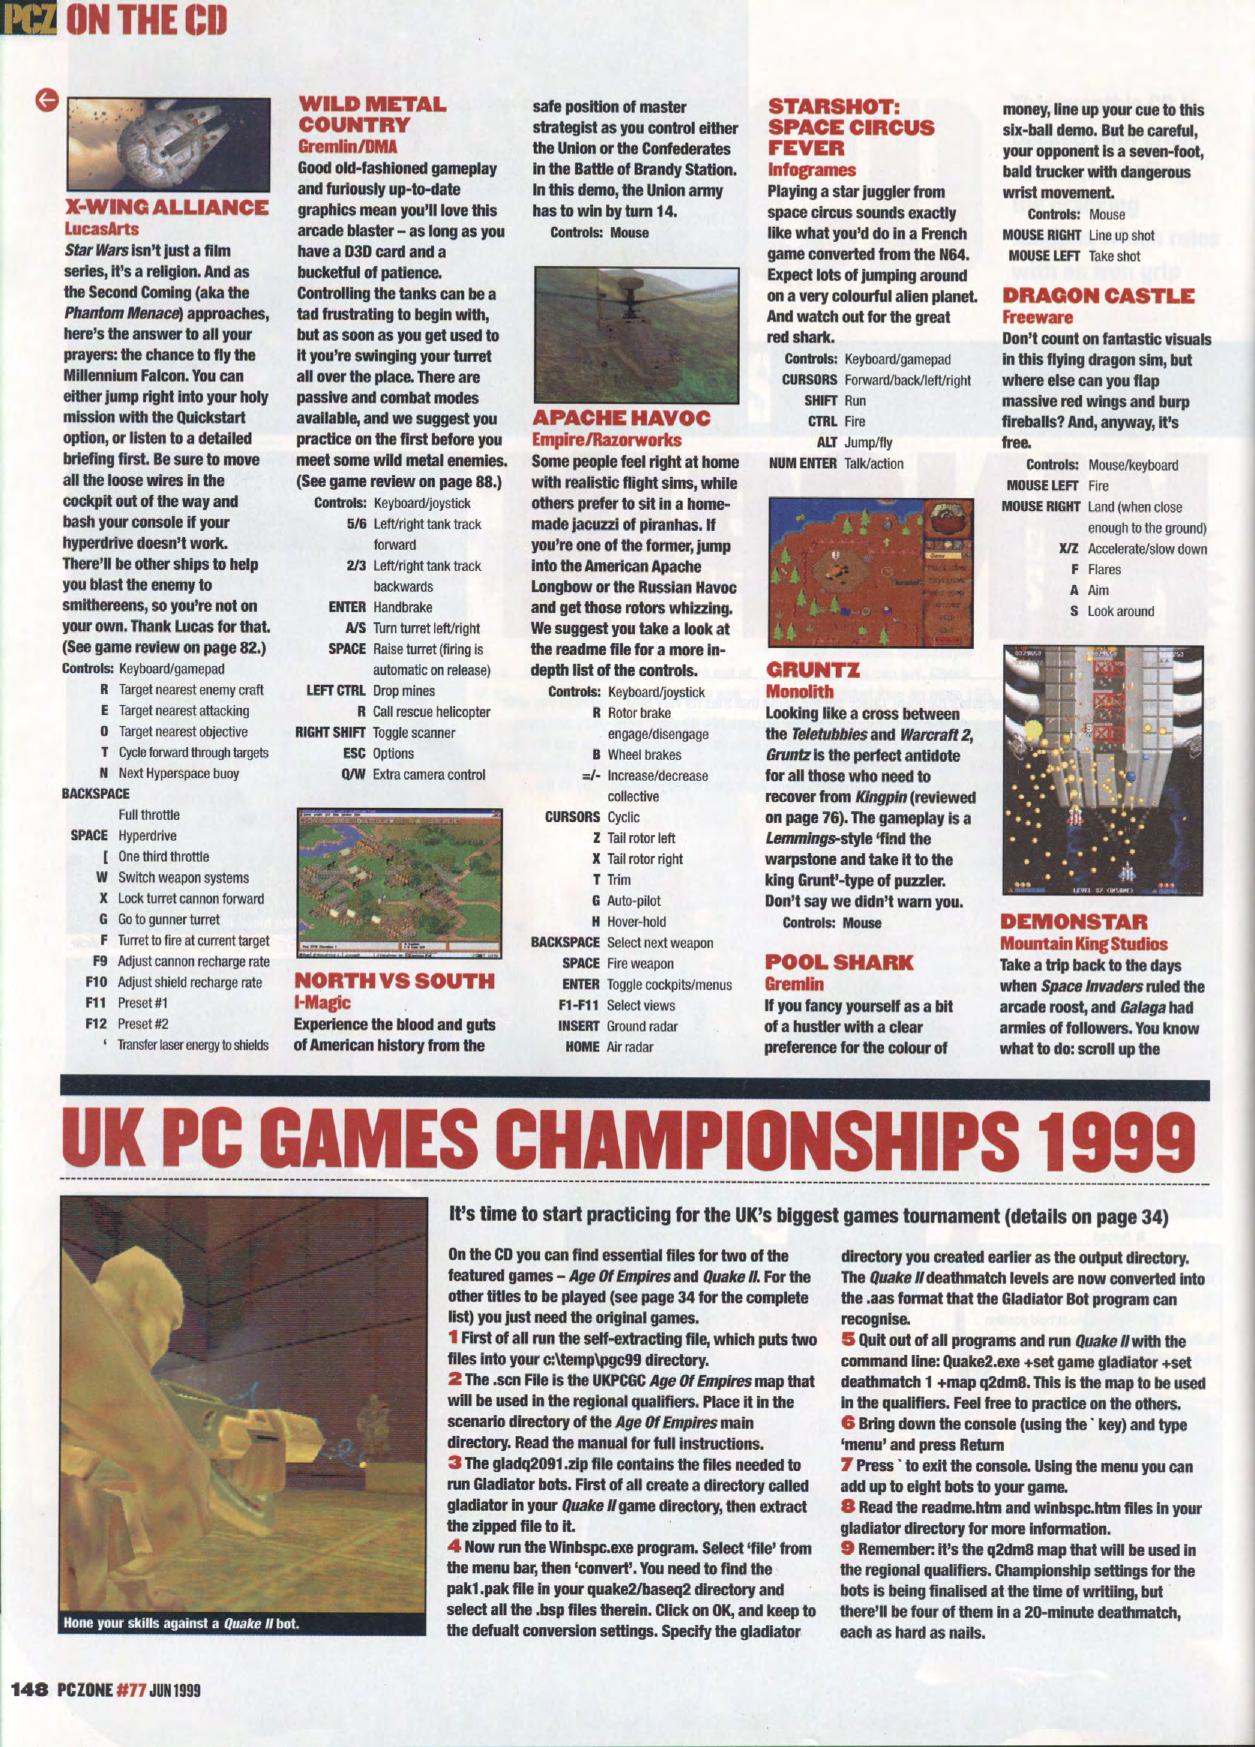 PCZ ON THE CD
X-WING ALLIANCE
LucasArts
Star Wars isn't just a film
series, it's a religion. And as
the Second Coming (aka the
Phantom Menace) approaches,
here's the answer to all your
prayers: the chance to fly the
Millennium Falcon. You can
either jump right into your holy
mission with the Quickstart
option, or listen to a detailed
briefing first. Be sure to move
all the loose wires in the
cockpit out of the way and
bash your console if your
hyperdrive doesn't work.
There'll be other ships to help
you blast the enemy to
smithereens, so you're not on
your own. Thank Lucas for that.
(See game review on page 82.)
Controls: Keyboard/gamepad
R Target nearest enemy craft
E Target nearest attacking
O Target nearest objective
T Cycle forward through targets
N Next Hyperspace buoy
BACKSPACE
Full throttle
SPACE Hyperdrive
[ One third throttle
W Switch weapon systems
X Lock turret cannon forward
G Go to gunner turret
F Turret to fire at current target
F9 Adjust cannon recharge rate
F10 Adjust shield recharge rate
F11 Preset #1
F12 Preset #2
‘ Transfer laser energy to shields
WILD METAL
COUNTRY
Gremlin/DMA
Good old-fashioned gameplay
and furiously up-to-date
graphics mean you'll love this
arcade blaster – as long as you
have a D3D card and a
bucketful of patience.
Controlling the tanks can be a
tad frustrating to begin with,
but as soon as you get used to
it you're swinging your turret
all over the place. There are
passive and combat modes
available, and we suggest you
practice on the first before you
meet some wild metal enemies.
(See game review on page 88.)
Controls: Keyboard/joystick
5/6 Left/right tank track
forward
2/3 Left/right tank track
backwards
ENTER Handbrake
A/S Turn turret left/right
SPACE Raise turret (firing is
automatic on release)
LEFT CTRL Drop mines
R Call rescue helicopter
RIGHT SHIFT Toggle scanner
ESC Options
Q/W Extra camera control
NORTH VS SOUTH
I-Magic
Experience the blood and guts
of American history from the
safe position of master
strategist as you control either
the Union or the Confederates
in the Battle of Brandy Station.
In this demo, the Union army
has to win by turn 14.
Controls: Mouse
APACHE HAVOC
Empire/Razorworks
Some people feel right at home
with realistic flight sims, while
others prefer to sit in a home-
made jacuzzi of piranhas. If
you're one of the former, jump
into the American Apache
Longbow or the Russian Havoc
and get those rotors whizzing.
We suggest you take a look at
the readme file for a more in-
depth list of the controls.
Controls: Keyboard/joystick
R Rotor brake
engage/disengage
B Wheel brakes
=/- Increase/decrease
collective
CURSORS Cyclic
Z Tail rotor left
X Tail rotor right
T Trim
G Auto-pilot
H Hover-hold
BACKSPACE Select next weapon
SPACE Fire weapon
ENTER Toggle cockpits/menus
F1-F11 Select views
INSERT Ground radar
HOME Air radar
STARSHOT:
SPACE CIRCUS
FEVER
Infogrames
Playing a star juggler from
space circus sounds exactly
like what you'd do in a French
game converted from the N64.
Expect lots of jumping around
on a very colourful alien planet.
And watch out for the great
red shark.
Controls: Keyboard/gamepad
CURSORS Forward/back/left/right
SHIFT Run
CTRL Fire
ALT Jump/fly
NUM ENTER Talk/action
GRUNTZ
Monolith
Looking like a cross between
the Teletubbies and Warcraft 2,
Gruntz is the perfect antidote
for all those who need to
recover from Kingpin (reviewed
on page 76). The gameplay is a
Lemmings-style 'find the
warpstone and take it to the
king Grunt'-type of puzzler.
Don't say we didn't warn you.
Controls: Mouse
POOL SHARK
Gremlin
If you fancy yourself as a bit
of a hustler with a clear
preference for the colour of
money, line up your cue to this
six-ball demo. But be careful,
your opponent is a seven-foot,
bald trucker with dangerous
wrist movement.
Controls: Mouse
MOUSE RIGHT Line up shot
MOUSE LEFT Take shot
DRAGON CASTLE
Freeware
Don't count on fantastic visuals
in this flying dragon sim, but
where else can you flap
massive red wings and burp
fireballs? And, anyway, it's
free.
Controls: Mouse/keyboard
MOUSE LEFT Fire
MOUSE RIGHT Land (when close
enough to the ground)
X/Z Accelerate/slow down
F Flares
A Aim
S Look around
DEMONSTAR
Mountain King Studios
Take a trip back to the days
when Space Invaders ruled the
arcade roost, and Galaga had
armies of followers. You know
what to do: scroll up the
UK PC GAMES CHAMPIONSHIPS 1999
It's time to start practicing for the UK's biggest games tournament (details on page 34)
On the CD you can find essential files for two of the
featured games – Age Of Empires and Quake II. For the
other titles to be played (see page 34 for the complete
list) you just need the original games.
1 First of all run the self-extracting file, which puts two
files into your c:\temp\pgc99 directory.
2 The .scn File is the UKPCGC Age Of Empires map that
will be used in the regional qualifiers. Place it in the
scenario directory of the Age Of Empires main
directory. Read the manual for full instructions.
3 The gladq2091.zip file contains the files needed to
run Gladiator bots. First of all create a directory called
gladiator in your Quake II game directory, then extract
the zipped file to it.
4 Now run the Winbspc.exe program. Select 'file' from
the menu bar, then 'convert'. You need to find the
pak1.pak file in your quake2/baseq2 directory and
select all the .bsp files therein. Click on OK, and keep to
the defualt conversion settings. Specify the gladiator
directory you created earlier as the output directory.
The Quake II deathmatch levels are now converted into
the .aas format that the Gladiator Bot program can
recognise.
5 Quit out of all programs and run Quake II with the
command line: Quake2.exe +set game gladiator +set
deathmatch 1 +map q2dm8. This is the map to be used
in the qualifiers. Feel free to practice on the others.
6 Bring down the console (using the ` key) and type
'menu' and press Return
7 Press ` to exit the console. Using the menu you can
add up to eight bots to your game.
8 Read the readme.htm and winbspc.htm files in your
gladiator directory for more information.
9 Remember: it's the q2dm8 map that will be used in
the regional qualifiers. Championship settings for the
bots is being finalised at the time of writiing, but
there'll be four of them in a 20-minute deathmatch,
each as hard as nails.
Hone your skills against a Quake II bot.
148 PCZONE #77 JUN 1999